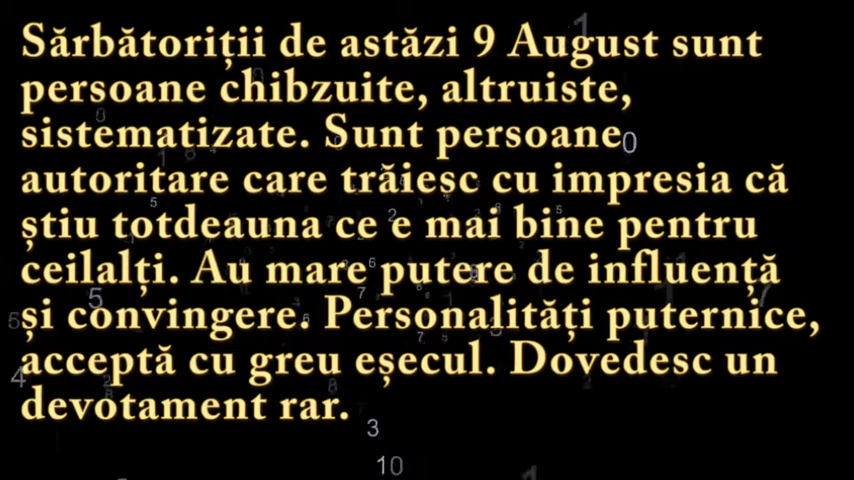 Sărbătoriții de astăzi 9 August sunt
persoane chibzuite, altruiste,
sistematizate. Sunt persoane
autoritare care trăiesc cu impresia că
știu totdeauna ce e mai bine pentru
ceilalți. Au mare putere de influență
și convingere. Personalități puternice,
acceptă cu greu eșecul. Dovedesc un
devotament rar.
3
10